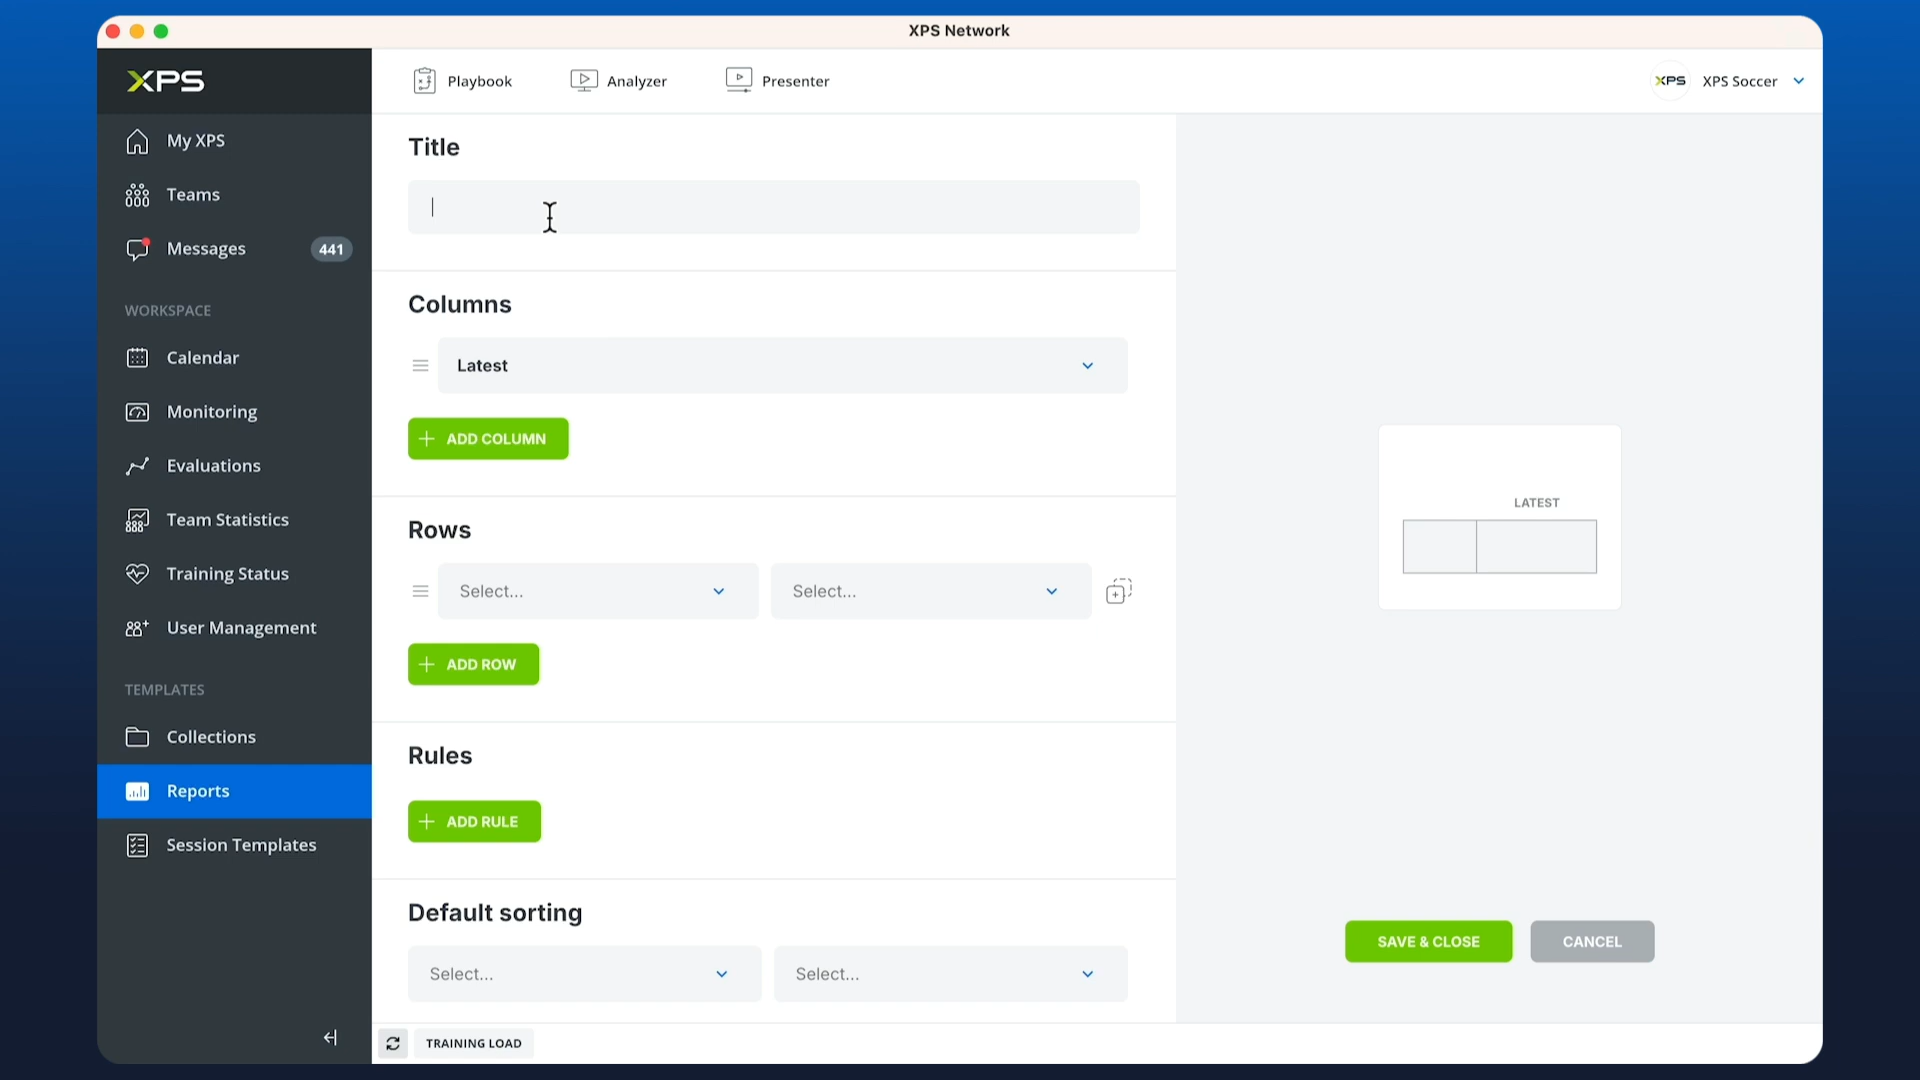 XPS Network
XPS
Playbook
Analyzer
Presenter
XPS
XPS Soccer
My XPS
Teams
Messages
441
WORKSPACE
Calendar
Monitoring
Evaluations
Team Statistics
Training Status
User Management
TEMPLATES
Collections
Reports
Session Templates
Title
Columns
Latest
ADD COLUMN
Rows
Select...
Select...
ADD ROW
Rules
ADD RULE
Default sorting
Select...
Select...
LATEST
SAVE & CLOSE
CANCEL
TRAINING LOAD